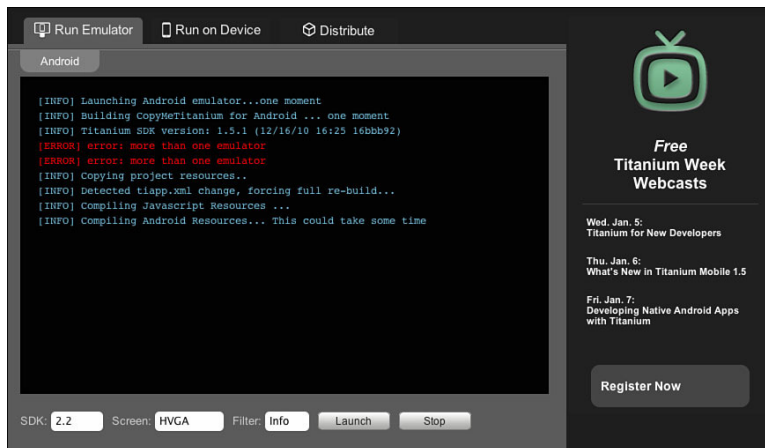 Run Emulator Run on Device Distribute
Android
[INFO] Launching Android emulator...one moment
[INFO] Building CopyMeTitanium for Android ... one moment
[INFO] Titanium SDK version: 1.5.1 (12/16/10 16:25 16bbb92)
[ERROR] error: more than one emulator
[ERROR] error: more than one emulator
[INFO] Copying project resources..
[INFO] Detected tiapp.xml change, forcing full re-build...
[INFO] Compiling Javascript Resources ...
[INFO] Compiling Android Resources... This could take some time
SDK: 2.2 Screen: HVGA Filter: Info Launch Stop
Free
Titanium Week
Webcasts
Wed. Jan. 5:
Titanium for New Developers
Thu. Jan. 6:
What's New in Titanium Mobile 1.5
Fri. Jan. 7:
Developing Native Android Apps
with Titanium
Register Now